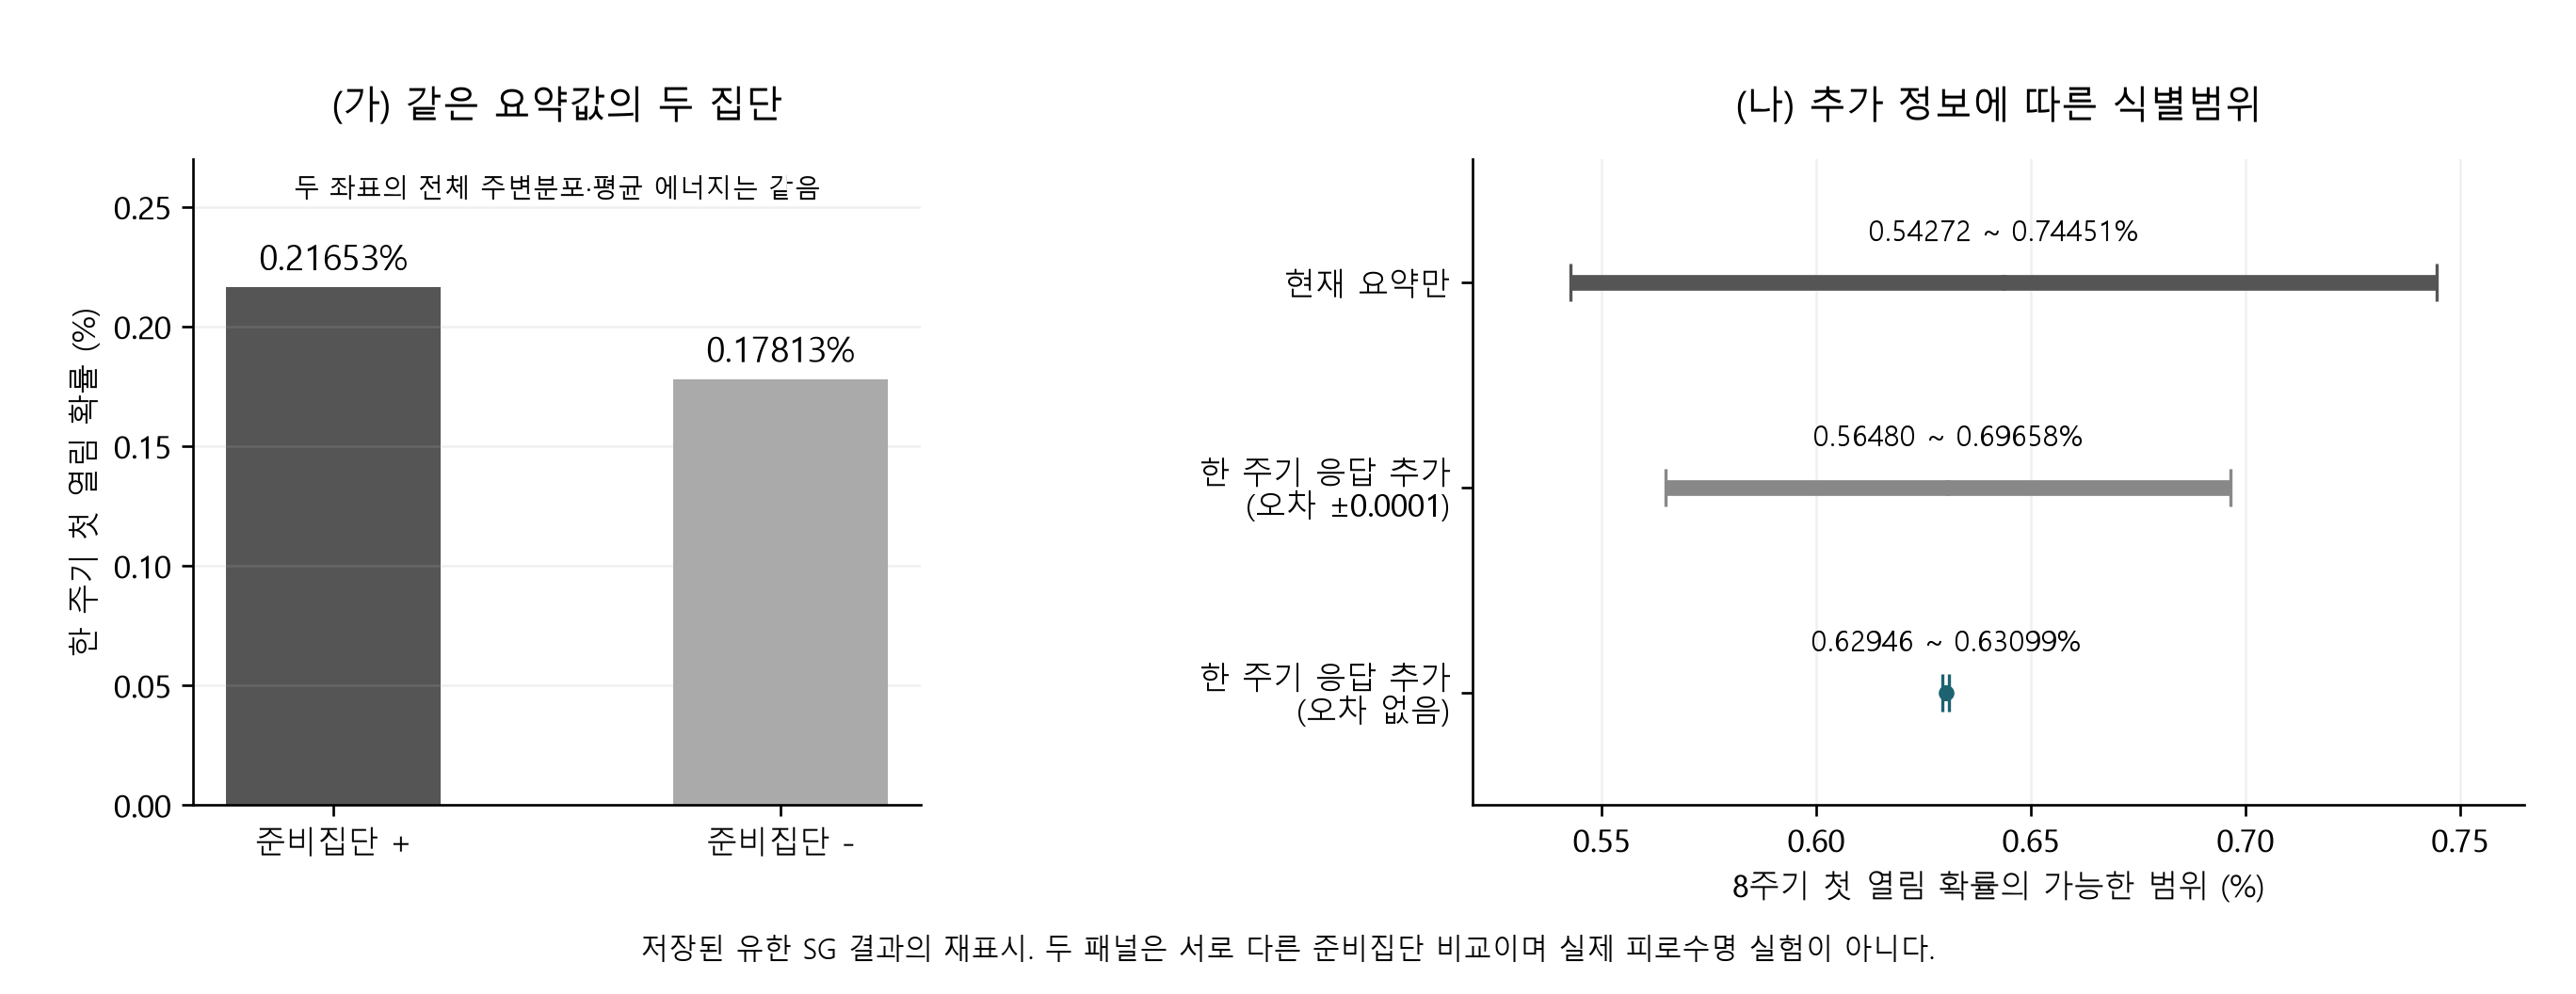 (가) 같은 요약값의 두 집단
두 좌표의 전체 주변분포·평균 에너지는 같음
한 주기 첫 열림 확률 (%)
0.25
0.20
0.15
0.10
0.05
0.00
0.21653%
0.17813%
준비집단 +
준비집단 -
(나) 추가 정보에 따른 식별범위
현재 요약만
0.54272 ~ 0.74451%
한 주기 응답 추가
(오차 ±0.0001)
0.56480 ~ 0.69658%
한 주기 응답 추가
(오차 없음)
0.62946 ~ 0.63099%
0.55
0.60
0.65
0.70
0.75
8주기 첫 열림 확률의 가능한 범위 (%)
저장된 유한 SG 결과의 재표시. 두 패널은 서로 다른 준비집단 비교이며 실제 피로수명 실험이 아니다.